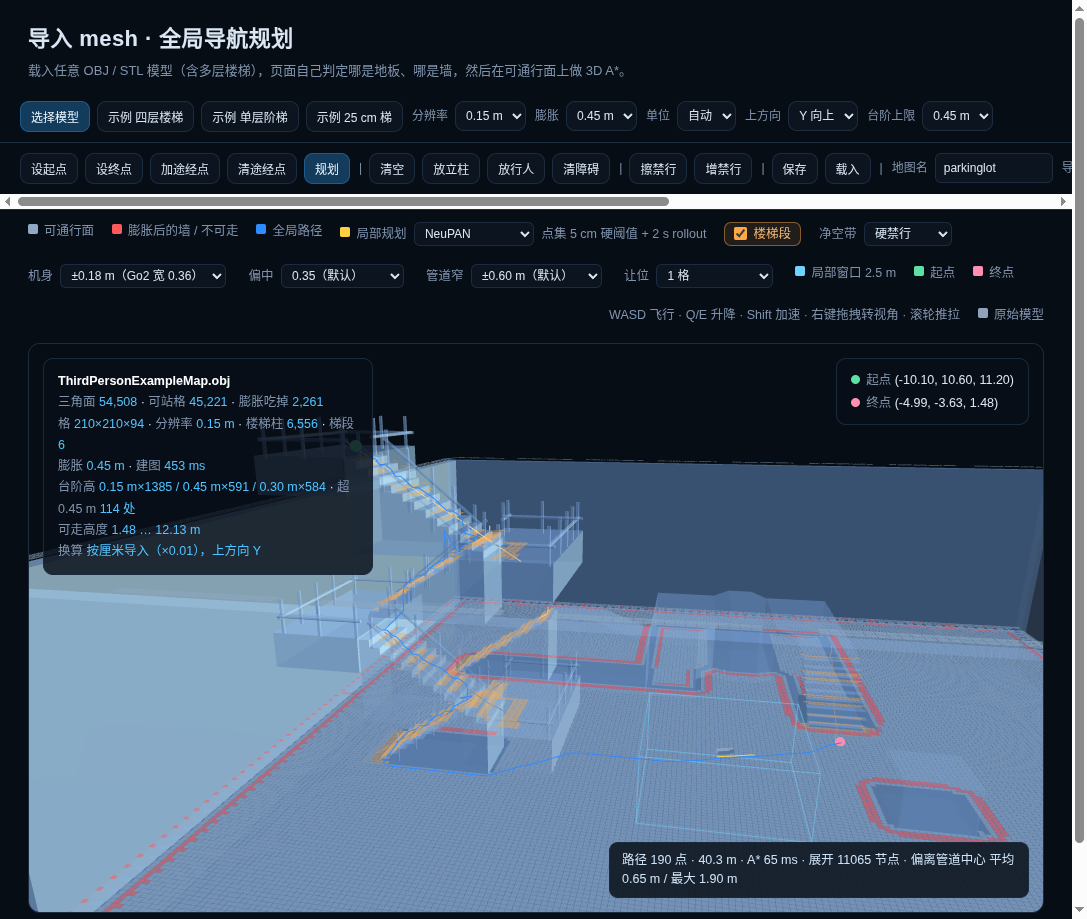 导入 mesh · 全局导航规划
载入任意 OBJ / STL 模型（含多层楼梯），页面自己判定哪是地板、哪是墙，然后在可通行面上做 3D A*。
选择模型 示例 四层楼梯 示例 单层阶梯 示例 25 cm 梯 分辨率 0.15 m 膨胀 0.45 m 单位 自动 上方向 Y 向上 台阶上限 0.45 m
设起点 设终点 加途经点 清途经点 规划 | 清空 放立柱 放行人 清障碍 | 擦禁行 增禁行 | 保存 载入 | 地图名 parkinglot 导
可通行面 膨胀后的墙 / 不可走 全局路径 局部规划 NeuPAN 点集 5 cm 硬阈值 + 2 s rollout 楼梯段 净空带 硬禁行
机身 ±0.18 m（Go2 宽 0.36） 偏中 0.35（默认） 管道窄 ±0.60 m（默认） 让位 1 格 局部窗口 2.5 m 起点 终点
WASD 飞行 · Q/E 升降 · Shift 加速 · 右键拖拽转视角 · 滚轮推拉 原始模型
ThirdPersonExampleMap.obj
三角面 54,508 · 可站格 45,221 · 膨胀吃掉 2,261
格 210×210×94 · 分辨率 0.15 m · 楼梯柱 6,556 · 梯段
6
膨胀 0.45 m · 建图 453 ms
台阶高 0.15 m×1385 / 0.45 m×591 / 0.30 m×584 · 超
0.45 m 114 处
可走高度 1.48 … 12.13 m
换算 按厘米导入（×0.01），上方向 Y
起点 (-10.10, 10.60, 11.20)
终点 (-4.99, -3.63, 1.48)
路径 190 点 · 40.3 m · A* 65 ms · 展开 11065 节点 · 偏离管道中心 平均
0.65 m / 最大 1.90 m